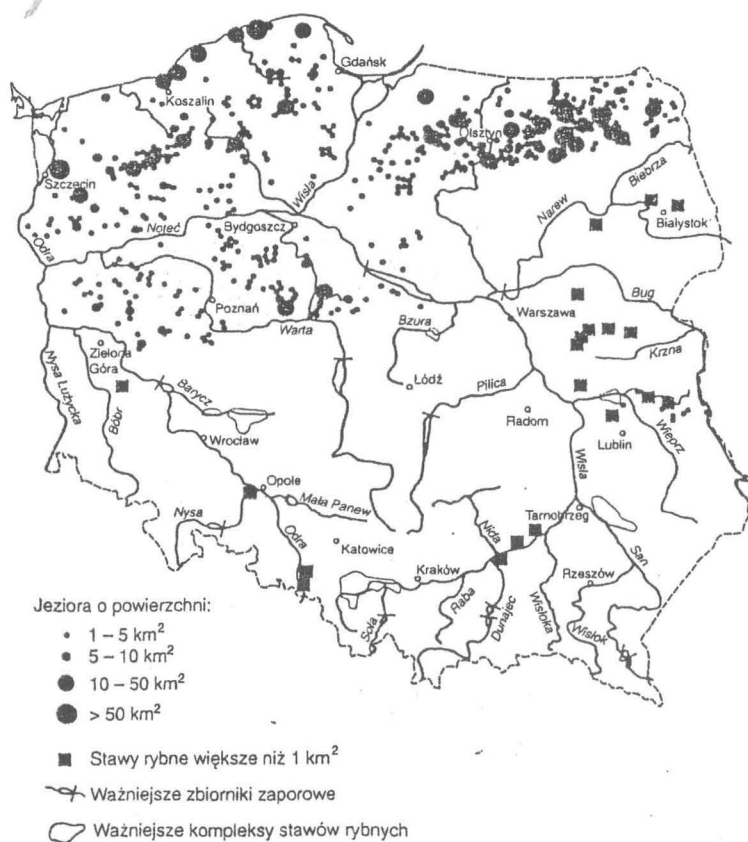 Gdańsk
Koszalin
Olsztyn
Szczecin
Wisła
Biebrza
Narew
Białystok
Odra
Noteć
Bydgoszcz
Poznań
Warta
Bzura
Warszawa
Bug
Krzna
Zielona
Góra
Nysa Łużycka
Bóbr
Barycz
Łódź
Pilica
Radom
Wieprz
Lublin
Wrocław
Wisła
Opole
Mała Panew
Nysa
Odra
Nida
Tarnobrzeg
Katowice
Kraków
San
Rzeszów
Soła
Raba
Dunajec
Wisłoka
Wisłok
Jeziora o powierzchni:
1 – 5 km²
5 – 10 km²
10 – 50 km²
> 50 km²
Stawy rybne większe niż 1 km²
Ważniejsze zbiorniki zaporowe
Ważniejsze kompleksy stawów rybnych